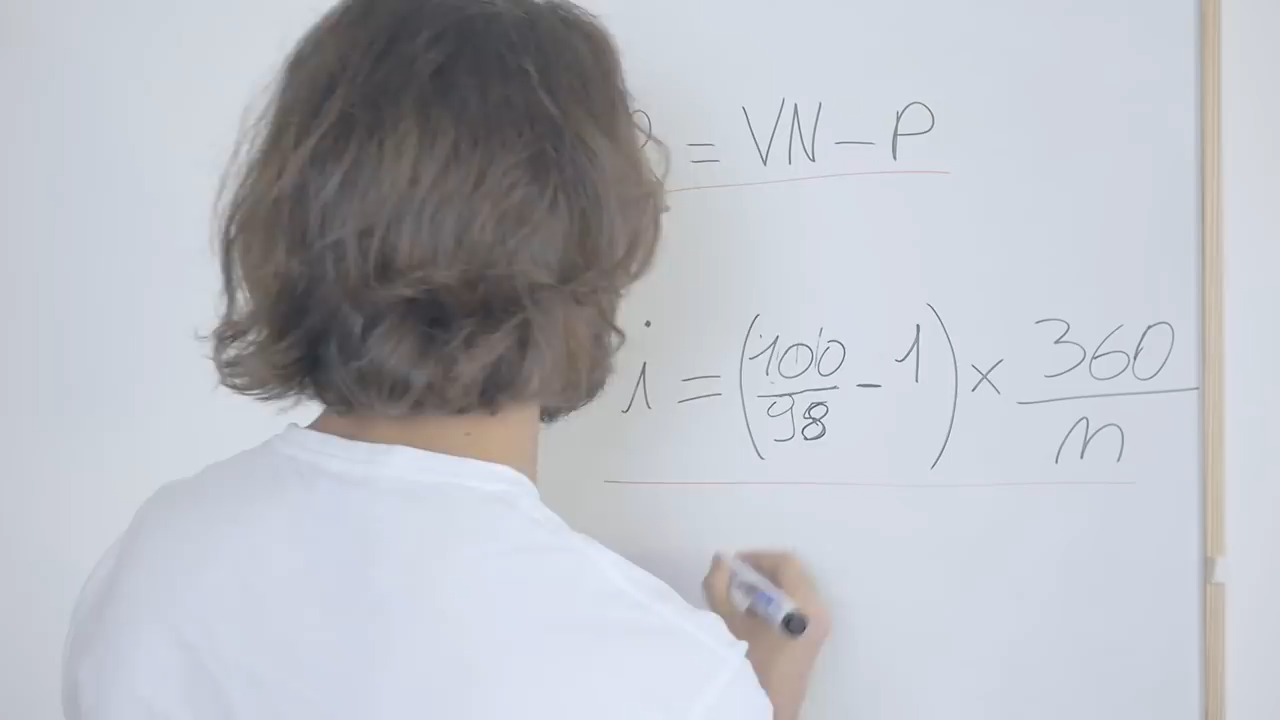 = VN - P
i = (100/98 - 1) × 360/n